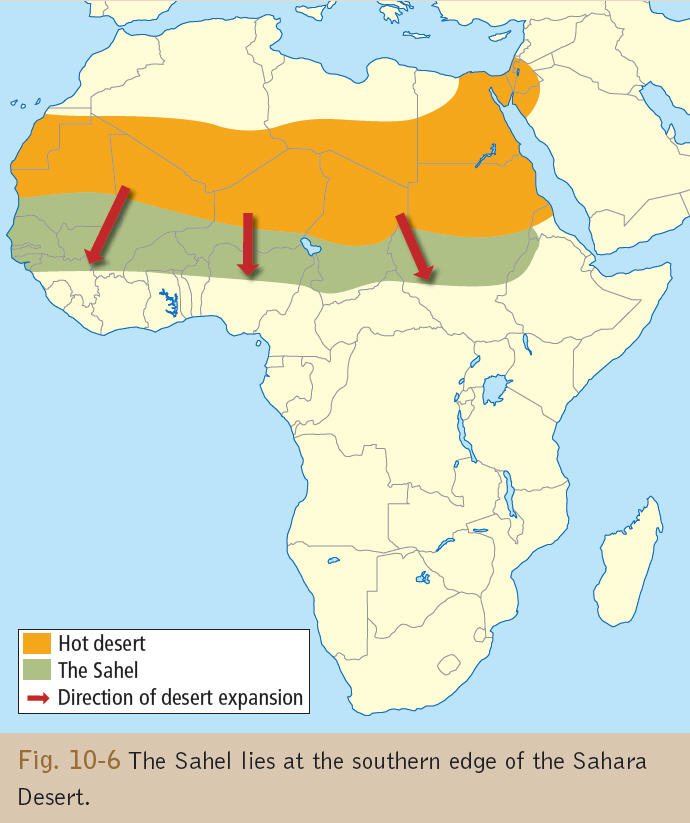 Hot desert
The Sahel
Direction of desert expansion
Fig. 10-6 The Sahel lies at the southern edge of the Sahara
Desert.